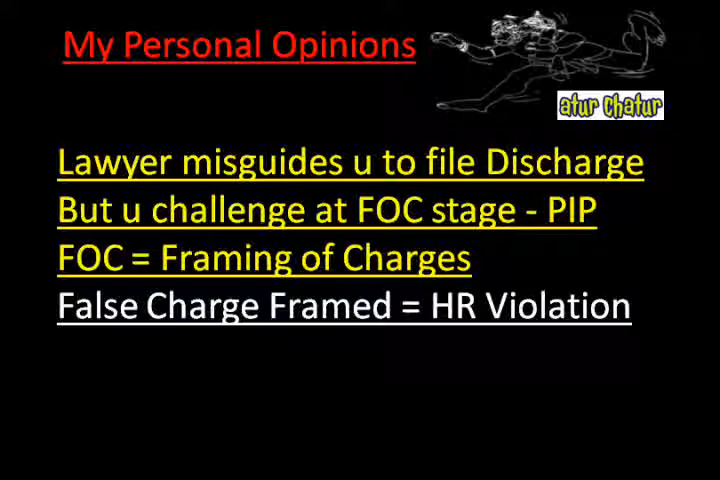 My Personal Opinions
atur chatur
Lawyer misguides u to file Discharge
But u challenge at FOC stage - PIP
FOC = Framing of Charges
False Charge Framed = HR Violation